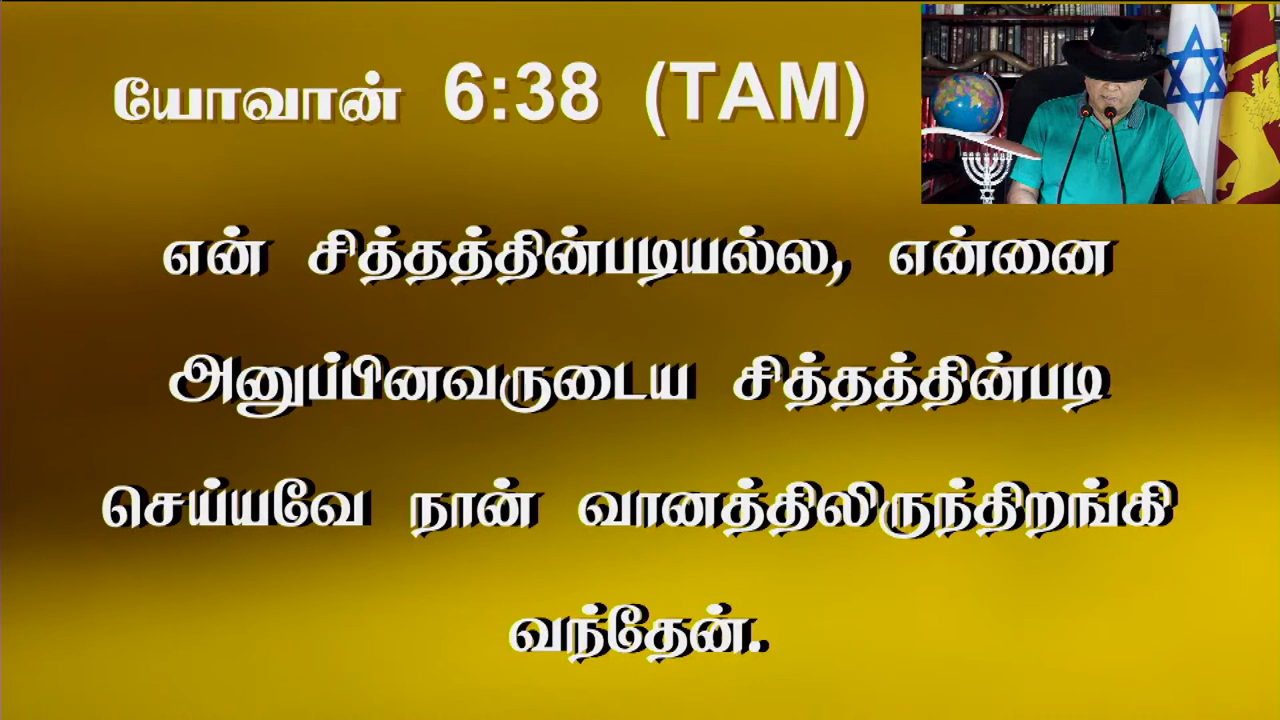 யோவான் 6:38 (TAM)
என் சித்தத்தின்படியல்ல, என்னை
அனுப்பினவருடைய சித்தத்தின்படி
செய்யவே நான் வானத்திலிருந்திறங்கி
வந்தேன்.